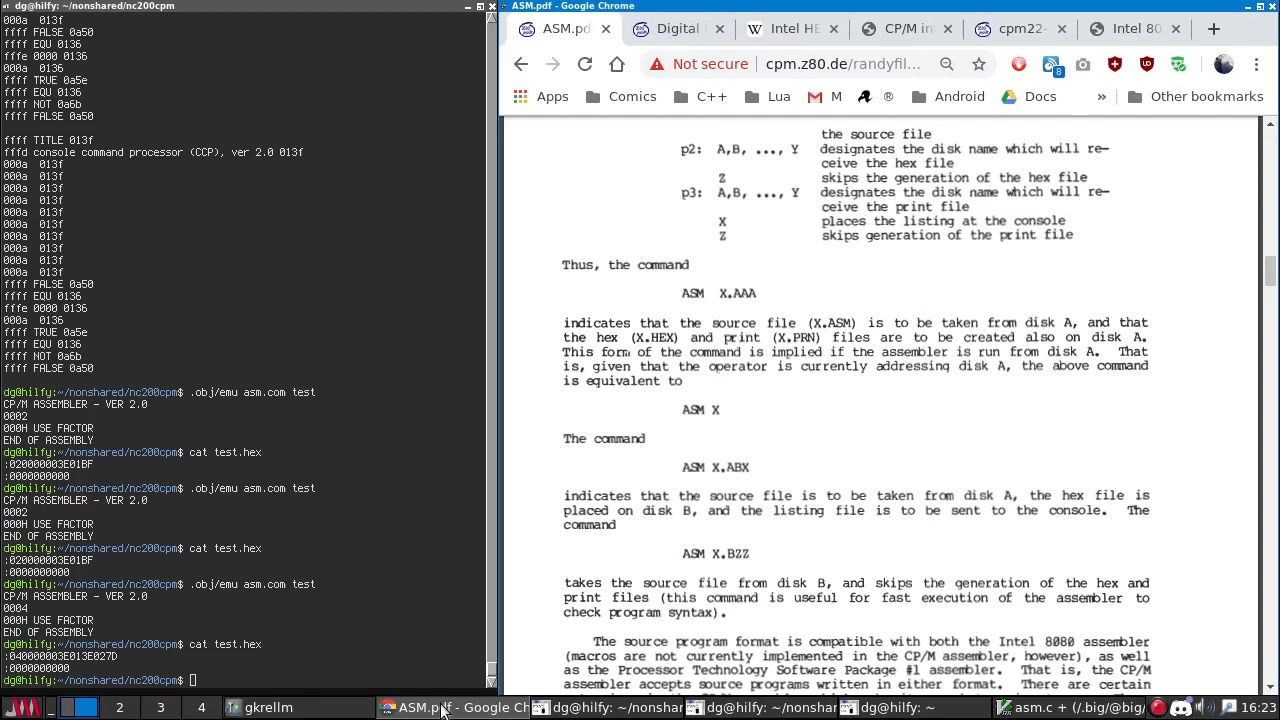 dg@hilfy: ~/nonshared/nc200cpm
000a  013f
ffff FALSE 0a50
ffff EQU 0136
fffe 0000 0136
000a  0136
ffff TRUE 0a5e
ffff EQU 0136
ffff NOT 0a6b
ffff FALSE 0a50
ffff TITLE 013f
fffd console command processor (CCP), ver 2.0 013f
000a  013f
000a  013f
000a  013f
000a  013f
000a  013f
000a  013f
000a  013f
000a  013f
000a  013f
000a  013f
ffff FALSE 0a50
ffff EQU 0136
fffe 0000 0136
000a  0136
ffff TRUE 0a5e
ffff EQU 0136
ffff NOT 0a6b
ffff FALSE 0a50
dg@hilfy:~/nonshared/nc200cpm$ .obj/emu asm.com test
CP/M ASSEMBLER - VER 2.0
0002
000H USE FACTOR
END OF ASSEMBLY
dg@hilfy:~/nonshared/nc200cpm$ cat test.hex
:020000003E01BF
:0000000000
dg@hilfy:~/nonshared/nc200cpm$ .obj/emu asm.com test
CP/M ASSEMBLER - VER 2.0
0002
000H USE FACTOR
END OF ASSEMBLY
dg@hilfy:~/nonshared/nc200cpm$ cat test.hex
:020000003E01BF
:0000000000
dg@hilfy:~/nonshared/nc200cpm$ .obj/emu asm.com test
CP/M ASSEMBLER - VER 2.0
0004
000H USE FACTOR
END OF ASSEMBLY
dg@hilfy:~/nonshared/nc200cpm$ cat test.hex
:040000003E013E027D
:0000000000
dg@hilfy:~/nonshared/nc200cpm$
ASM.pdf - Google Chrome
ASM.pd
Digital
Intel HE
CP/M in
cpm22-
Intel 80
Not secure
cpm.z80.de/randyfil...
8
Apps
Comics
C++
Lua
M
®
Android
Docs
»
Other bookmarks
the source file
p2: A,B, ..., Y designates the disk name which will re-
ceive the hex file
Z skips the generation of the hex file
p3: A,B, ..., Y designates the disk name which will re-
ceive the print file
X places the listing at the console
Z skips generation of the print file
Thus, the command
ASM X.AAA
indicates that the source file (X.ASM) is to be taken from disk A, and that
the hex (X.HEX) and print (X.PRN) files are to be created also on disk A.
This form of the command is implied if the assembler is run from disk A. That
is, given that the operator is currently addressing disk A, the above command
is equivalent to
ASM X
The command
ASM X.ABX
indicates that the source file is to be taken from disk A, the hex file is
placed on disk B, and the listing file is to be sent to the console. The
command
ASM X.BZZ
takes the source file from disk B, and skips the generation of the hex and
print files (this command is useful for fast execution of the assembler to
check program syntax).
The source program format is compatible with both the Intel 8080 assembler
(macros are not currently implemented in the CP/M assembler, however), as well
as the Processor Technology Software Package #1 assembler. That is, the CP/M
assembler accepts source programs written in either format. There are certain
2
3
4
gkrellm
ASM.pdf - Google Ch
dg@hilfy: ~/nonshar
dg@hilfy: ~/nonshar
dg@hilfy: ~
asm.c + (/.big/@/big/
16:23